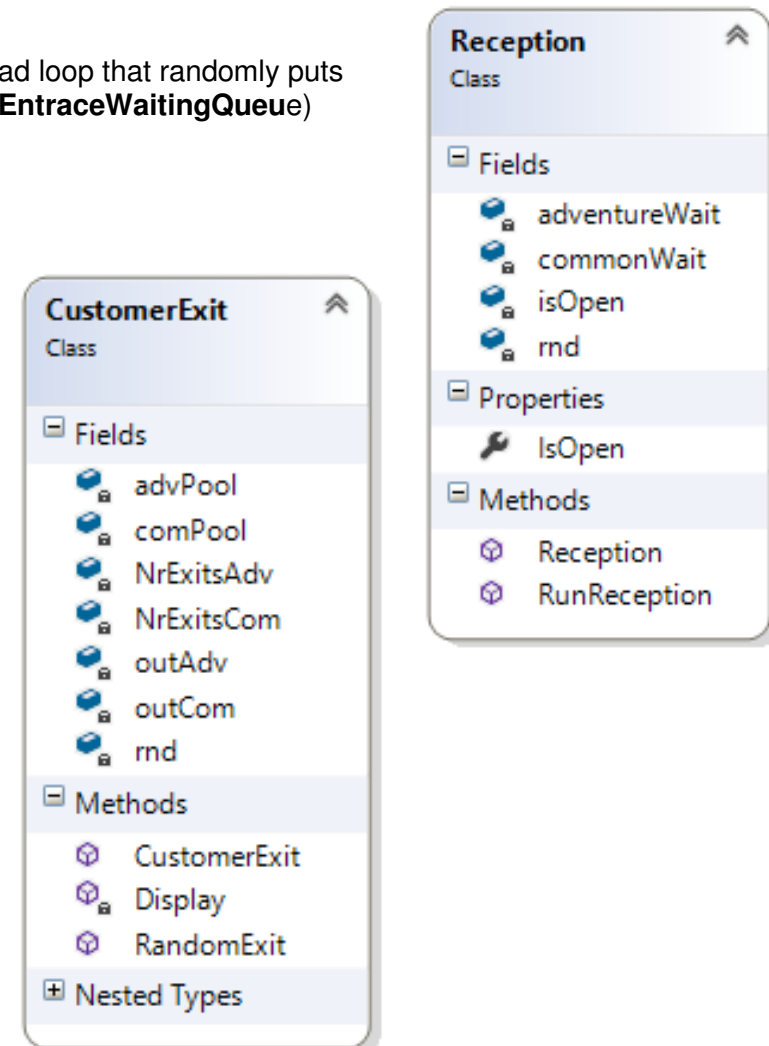 ad loop that randomly puts
EntraceWaitingQueue)
Reception
Class
Fields
adventureWait
commonWait
isOpen
rnd
Properties
IsOpen
Methods
Reception
RunReception
CustomerExit
Class
Fields
advPool
comPool
NrExitsAdv
NrExitsCom
outAdv
outCom
rnd
Methods
CustomerExit
Display
RandomExit
Nested Types